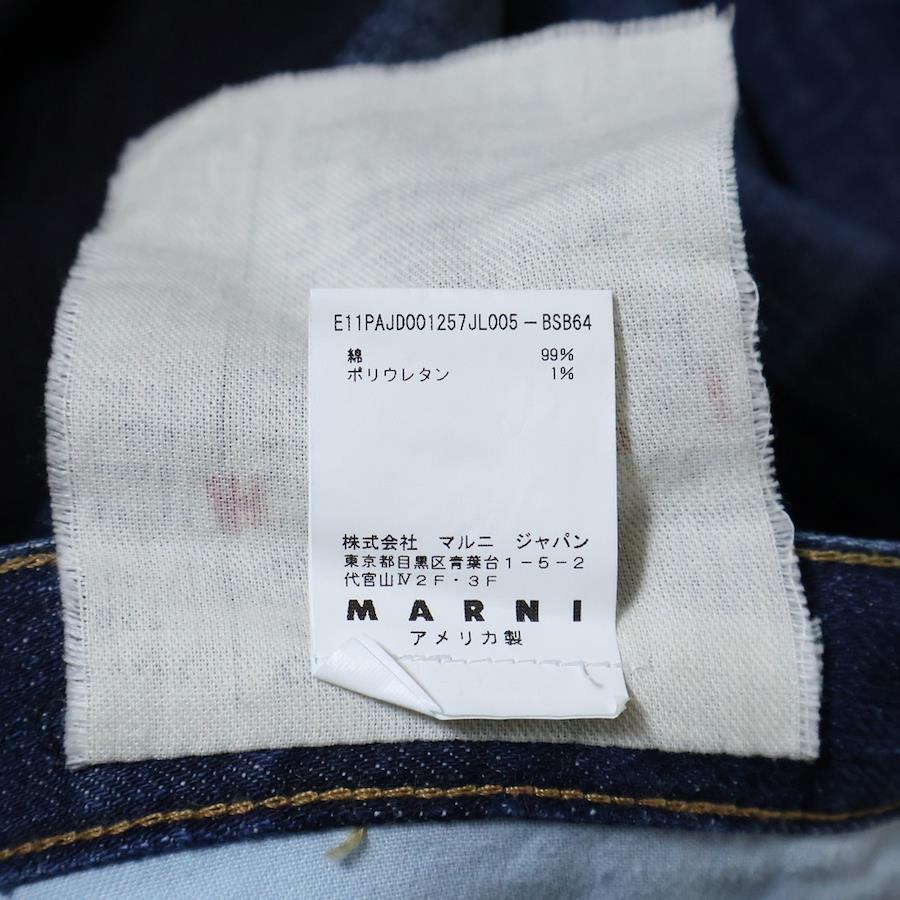 E11PAJD001257JL005-BSB64
綿 99%
ポリウレタン 1%
株式会社 マルニ ジャパン
東京都目黒区青葉台1-5-2
代官山Ⅳ2F・3F
MARNI
アメリカ製